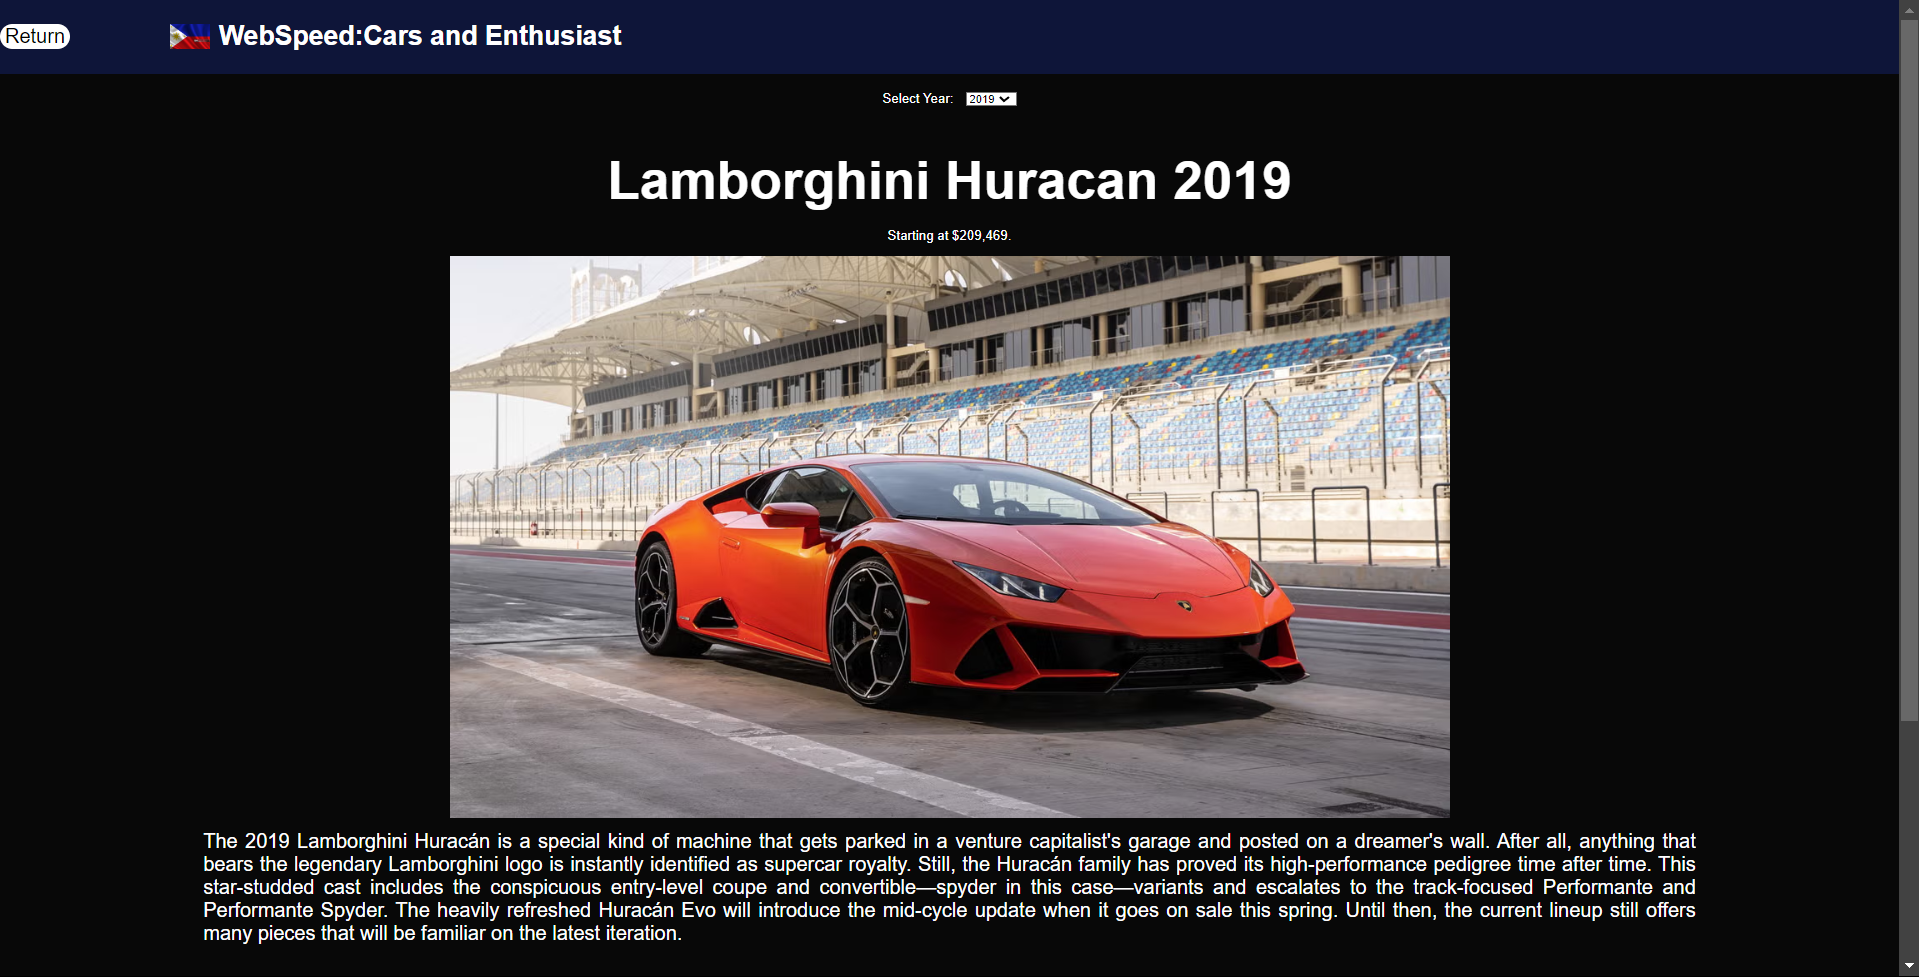 Return
WebSpeed:Cars and Enthusiast
Select Year: 2019
Lamborghini Huracan 2019
Starting at $209,469.
The 2019 Lamborghini Huracán is a special kind of machine that gets parked in a venture capitalist's garage and posted on a dreamer's wall. After all, anything that
bears the legendary Lamborghini logo is instantly identified as supercar royalty. Still, the Huracán family has proved its high-performance pedigree time after time. This
star-studded cast includes the conspicuous entry-level coupe and convertible—spyder in this case—variants and escalates to the track-focused Performante and
Performante Spyder. The heavily refreshed Huracán Evo will introduce the mid-cycle update when it goes on sale this spring. Until then, the current lineup still offers
many pieces that will be familiar on the latest iteration.